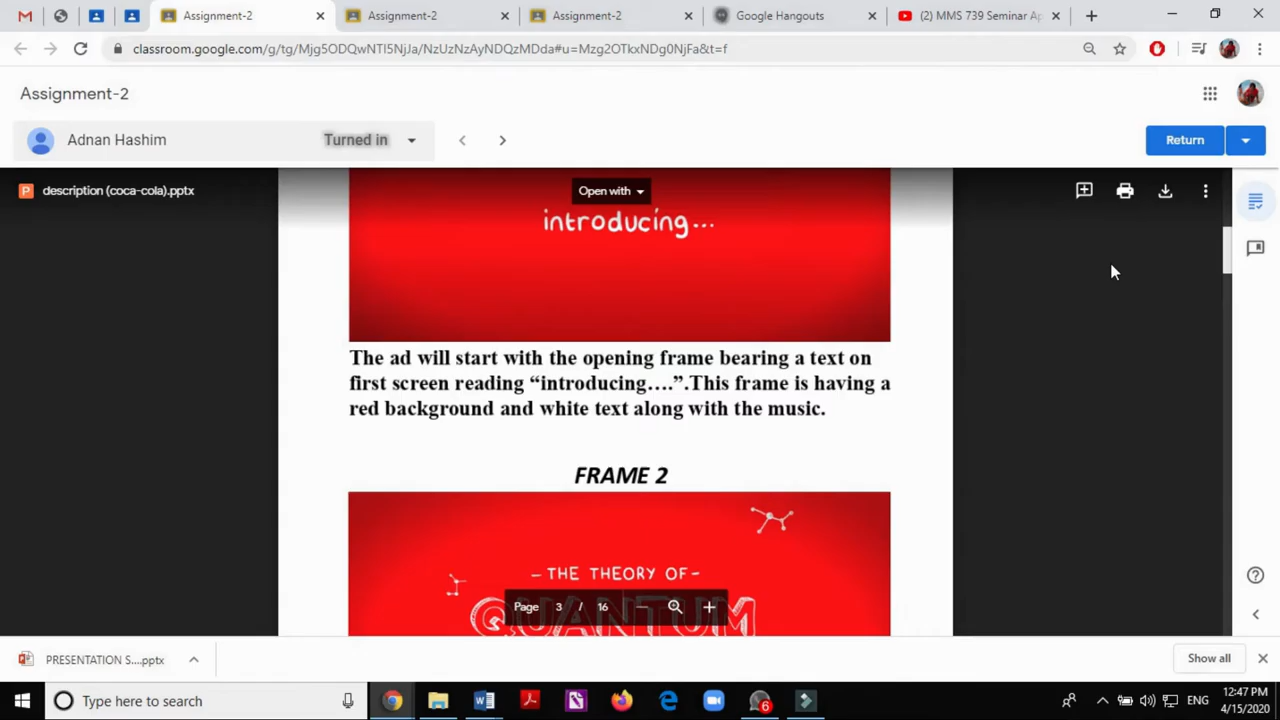 Assignment-2
Assignment-2
Assignment-2
Google Hangouts
(2) MMS 739 Seminar Ap
classroom.google.com/g/tg/Mjg5ODQwNTI5NjJa/NzUzNzAyNDQzMDda#u=Mzg2OTkxNDg0NjFa&t=f
Assignment-2
Adnan Hashim
Turned in
Return
description (coca-cola).pptx
Open with
introducing...
The ad will start with the opening frame bearing a text on
first screen reading “introducing….”.This frame is having a
red background and white text along with the music.
FRAME 2
– THE THEORY OF –
QUANTUM
Page 3 / 16
PRESENTATION S....pptx
Show all
Type here to search
6
ENG
12:47 PM
4/15/2020